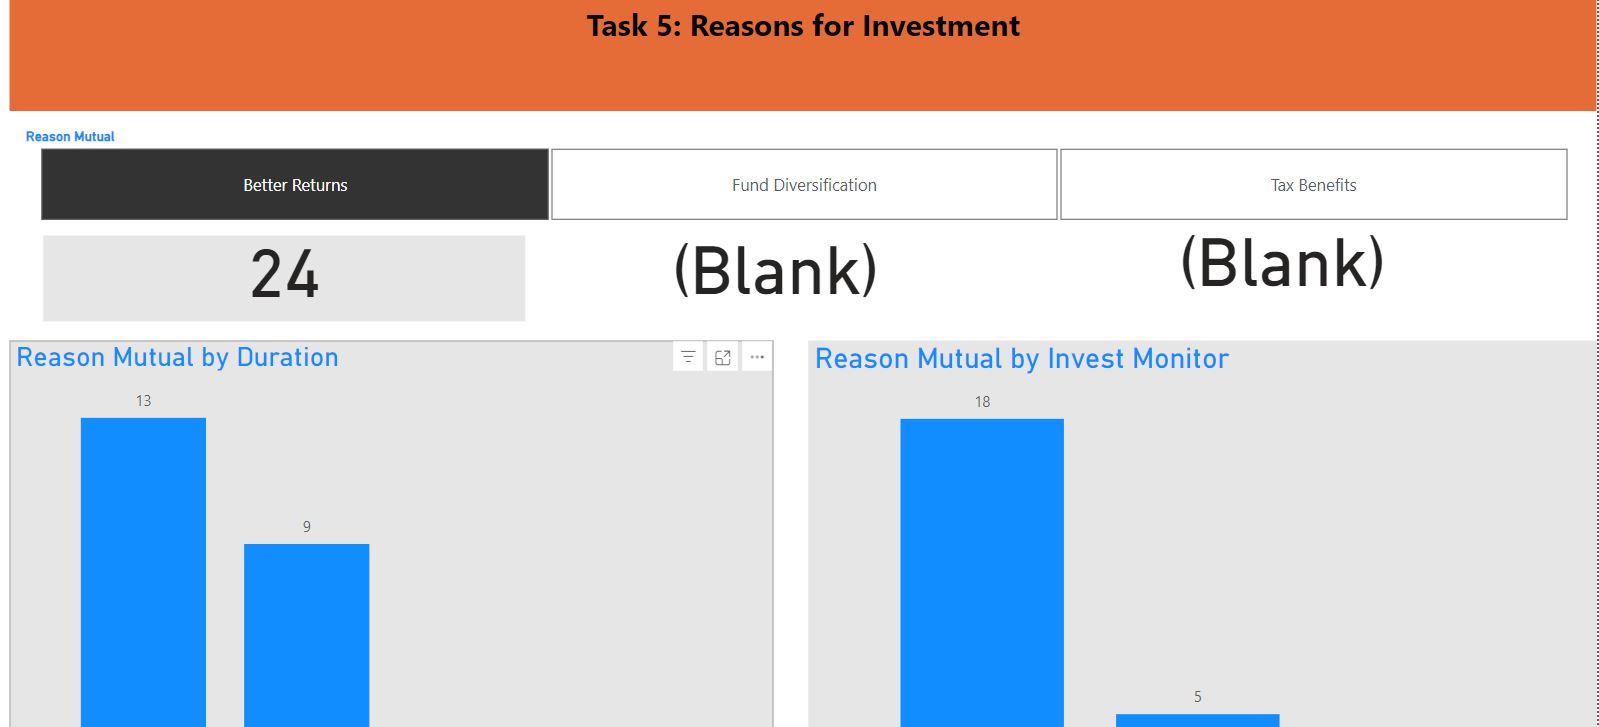 Task 5: Reasons for Investment
Reason Mutual
Better Returns
Fund Diversification
Tax Benefits
24
(Blank)
(Blank)
Reason Mutual by Duration
13
9
Reason Mutual by Invest Monitor
18
5